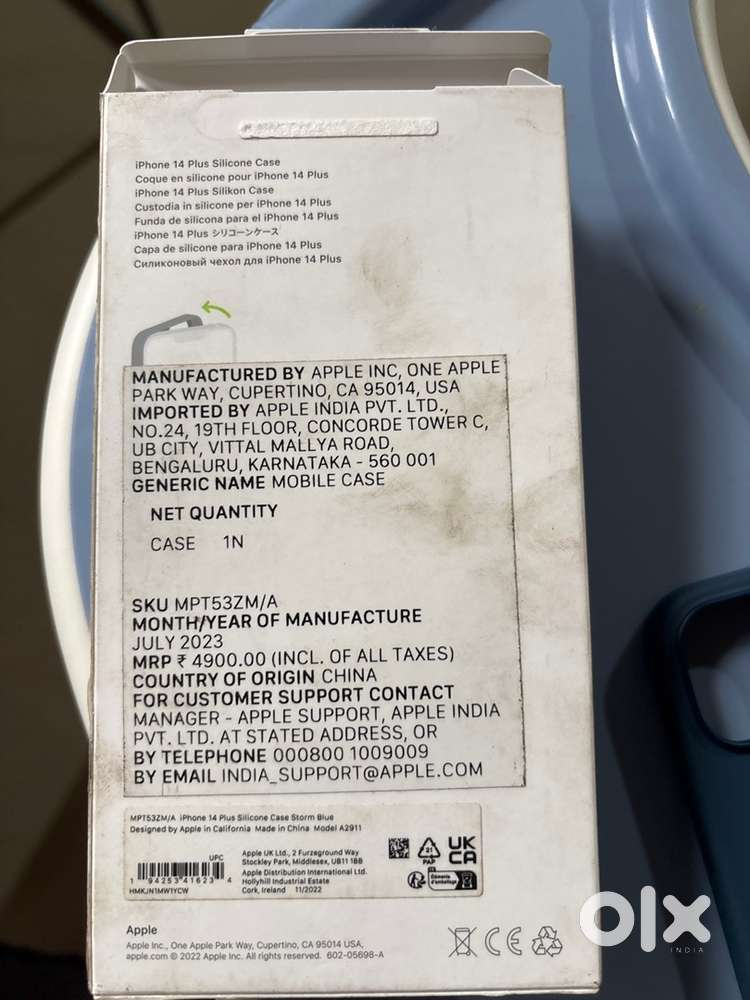 iPhone 14 Plus Silicone Case
Coque en silicone pour iPhone 14 Plus
iPhone 14 Plus Silikon Case
Custodia in silicone per iPhone 14 Plus
Funda de silicona para el iPhone 14 Plus
iPhone 14 Plus シリコーンケース
Capa de silicone para iPhone 14 Plus
Силиконовый чехол для iPhone 14 Plus
MANUFACTURED BY APPLE INC, ONE APPLE
PARK WAY, CUPERTINO, CA 95014, USA
IMPORTED BY APPLE INDIA PVT. LTD.,
NO.24, 19TH FLOOR, CONCORDE TOWER C,
UB CITY, VITTAL MALLYA ROAD,
BENGALURU, KARNATAKA - 560 001
GENERIC NAME MOBILE CASE
NET QUANTITY
CASE 1N
SKU MPT53ZM/A
MONTH/YEAR OF MANUFACTURE
JULY 2023
MRP ₹ 4900.00 (INCL. OF ALL TAXES)
COUNTRY OF ORIGIN CHINA
FOR CUSTOMER SUPPORT CONTACT
MANAGER - APPLE SUPPORT, APPLE INDIA
PVT. LTD. AT STATED ADDRESS, OR
BY TELEPHONE 000800 1009009
BY EMAIL INDIA_SUPPORT@APPLE.COM
MPT53ZM/A iPhone 14 Plus Silicone Case Storm Blue
Designed by Apple in California Made in China Model A2911
UPC
1 94253 41623 4
HMKJN1MW1YCW
Apple UK Ltd., 2 Furzeground Way
Stockley Park, Middlesex, UB11 1BB
Apple Distribution International Ltd.
Hollyhill Industrial Estate
Cork, Ireland 11/2022
21
PAP
UK
CA
Apple
Apple Inc., One Apple Park Way, Cupertino, CA 95014 USA.
apple.com © 2022 Apple Inc. All rights reserved. 602-05698-A
CE
olx
INDIA